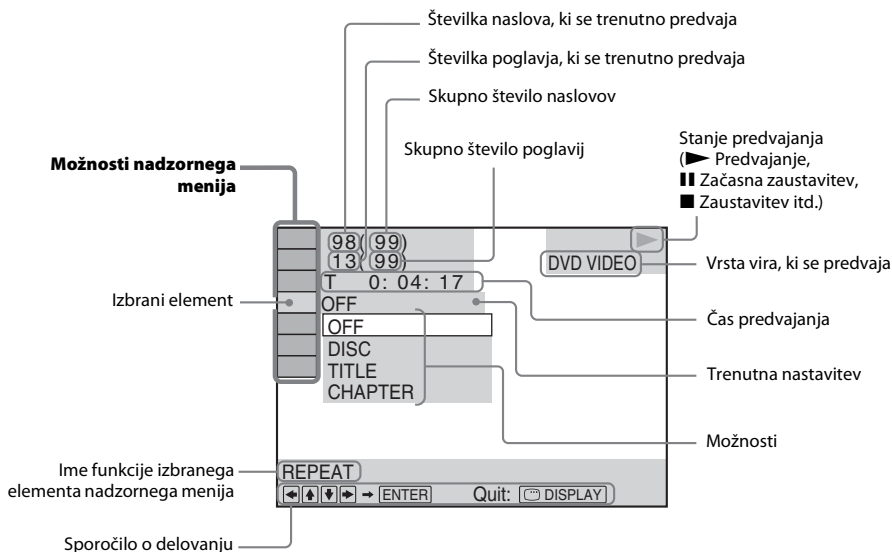 Številka naslova, ki se trenutno predvaja
Številka poglavja, ki se trenutno predvaja
Skupno število naslovov
Skupno število poglavij
Stanje predvajanja
(► Predvajanje,
▮▮ Začasna zaustavitev,
■ Zaustavitev itd.)
Možnosti nadzornega
menija
98( 99)
13( 99)
DVD VIDEO
Vrsta vira, ki se predvaja
T 0: 04: 17
Izbrani element
OFF
Čas predvajanja
OFF
DISC
TITLE
CHAPTER
Trenutna nastavitev
Možnosti
Ime funkcije izbranega
elementa nadzornega menija
REPEAT
← ↑ ↓ → → ENTER Quit: DISPLAY
Sporočilo o delovanju